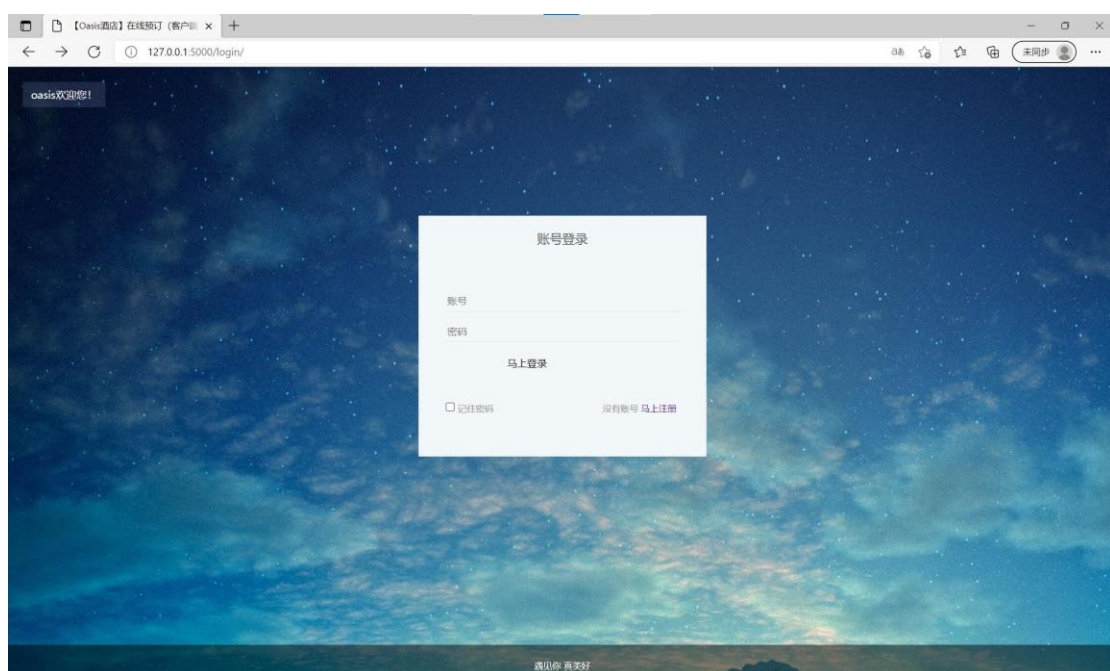 【Oasis酒店】在线预订（客户
127.0.0.1:5000/login/
未同步
oasis欢迎您！
账号登录
账号
密码
马上登录
记住密码 没有账号 马上注册
遇见你 真美好